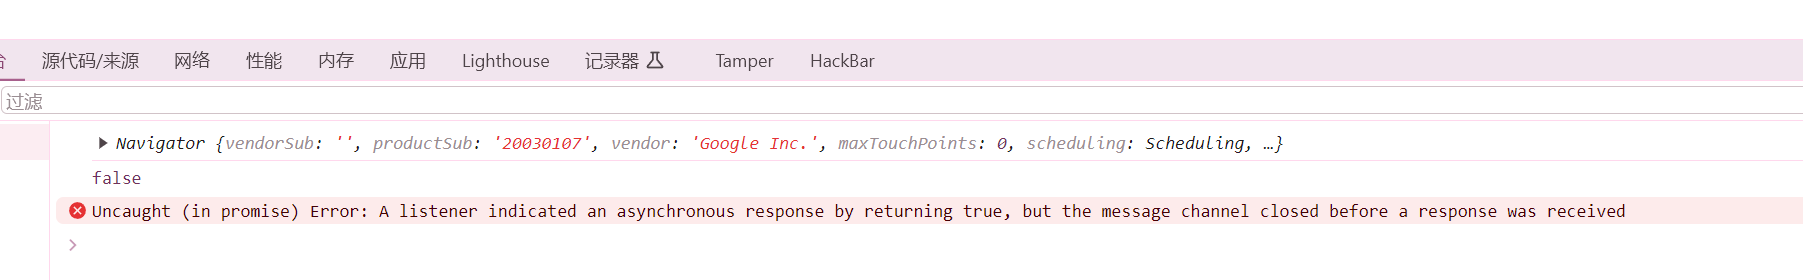 源代码/来源 网络 性能 内存 应用 Lighthouse 记录器 Tamper HackBar
过滤
Navigator {vendorSub: '', productSub: '20030107', vendor: 'Google Inc.', maxTouchPoints: 0, scheduling: Scheduling, …}
false
Uncaught (in promise) Error: A listener indicated an asynchronous response by returning true, but the message channel closed before a response was received